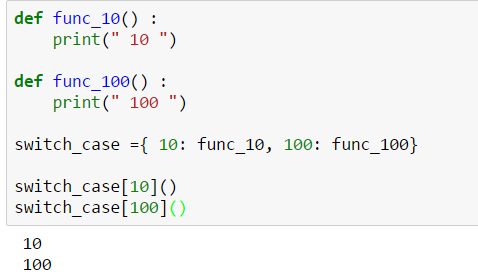 def func_10() :
    print(" 10 ")
def func_100() :
    print(" 100 ")
switch_case ={ 10: func_10, 100: func_100}
switch_case[10]()
switch_case[100]()
10
100